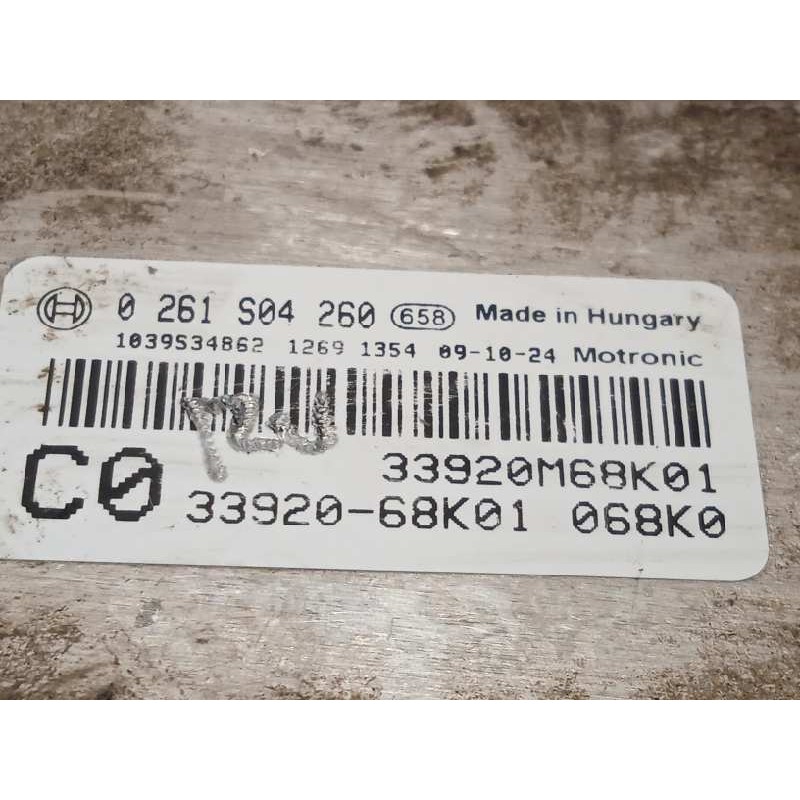 0 261 S04 260 658 Made in Hungary
1039S34862 1269 1354 09-10-24 Motronic
33920M68K01
C0 33920-68K01 068K0